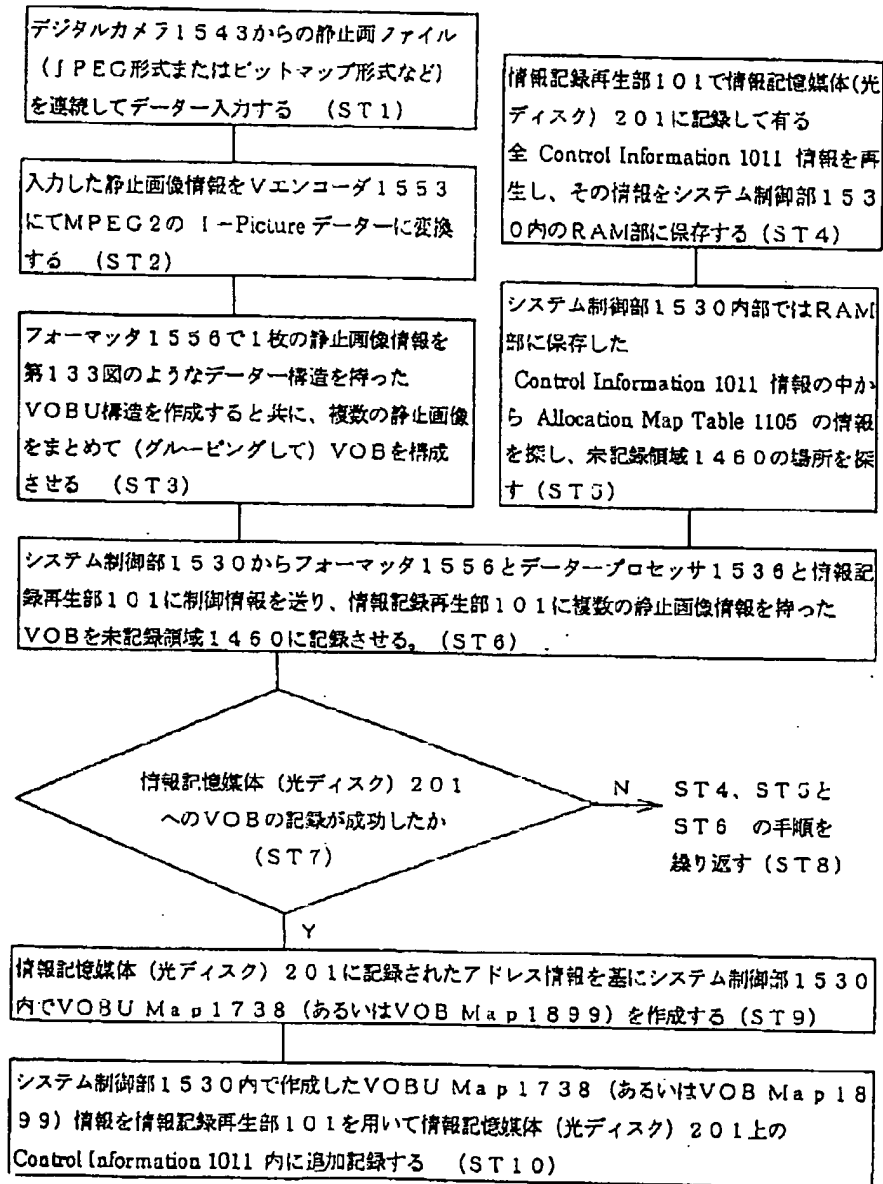 デジタルカメラ1543からの静止画ファイル
(JPEG形式またはビットマップ形式など)
を連続してデーター入力する (ST1)
入力した静止画像情報をVエンコーダ1553
にてMPEG2の I-Piciureデーターに変換
する (ST2)
フォーマッタ1556で1枚の静止画像情報を
第133図のようなデーター構造を持った
VOBU構造を作成すると共に、複数の静止画像
をまとめて(グルーピングして)VOBを構成
させる (ST3)
情報記録再生部101で情報記憶媒体(光
ディスク)201に記録して有る
全 Control Information 1011 情報を再
生し、その情報をシステム制御部153
0内のRAM部に保存する(ST4)
システム制御部1530内部ではRAM
部に保存した
Control Information 1011 情報の中か
ら Allocation Map Table 1105 の情報
を探し、未記録領域1460の場所を探
す(ST5)
システム制御部1530からフォーマッタ1556とデータープロセッサ1536と情報記
録再生部101に制御情報を送り、情報記録再生部101に複数の静止画像情報を持った
VOBを未記録領域1460に記録させる。(ST6)
情報記憶媒体(光ディスク)201
へのVOBの記録が成功したか
(ST7)
N
ST4、ST5と
ST6 の手順を
繰り返す(ST8)
Y
情報記憶媒体(光ディスク)201に記録されたアドレス情報を基にシステム制御部1530
内でVOBU Map1738(あるいはVOB Map1899)を作成する(ST9)
システム制御部1530内で作成したVOBU Map1738(あるいはVOB Map18
99)情報を情報記録再生部101を用いて情報記憶媒体(光ディスク)201上の
Control Information 1011 内に追加記録する (ST10)